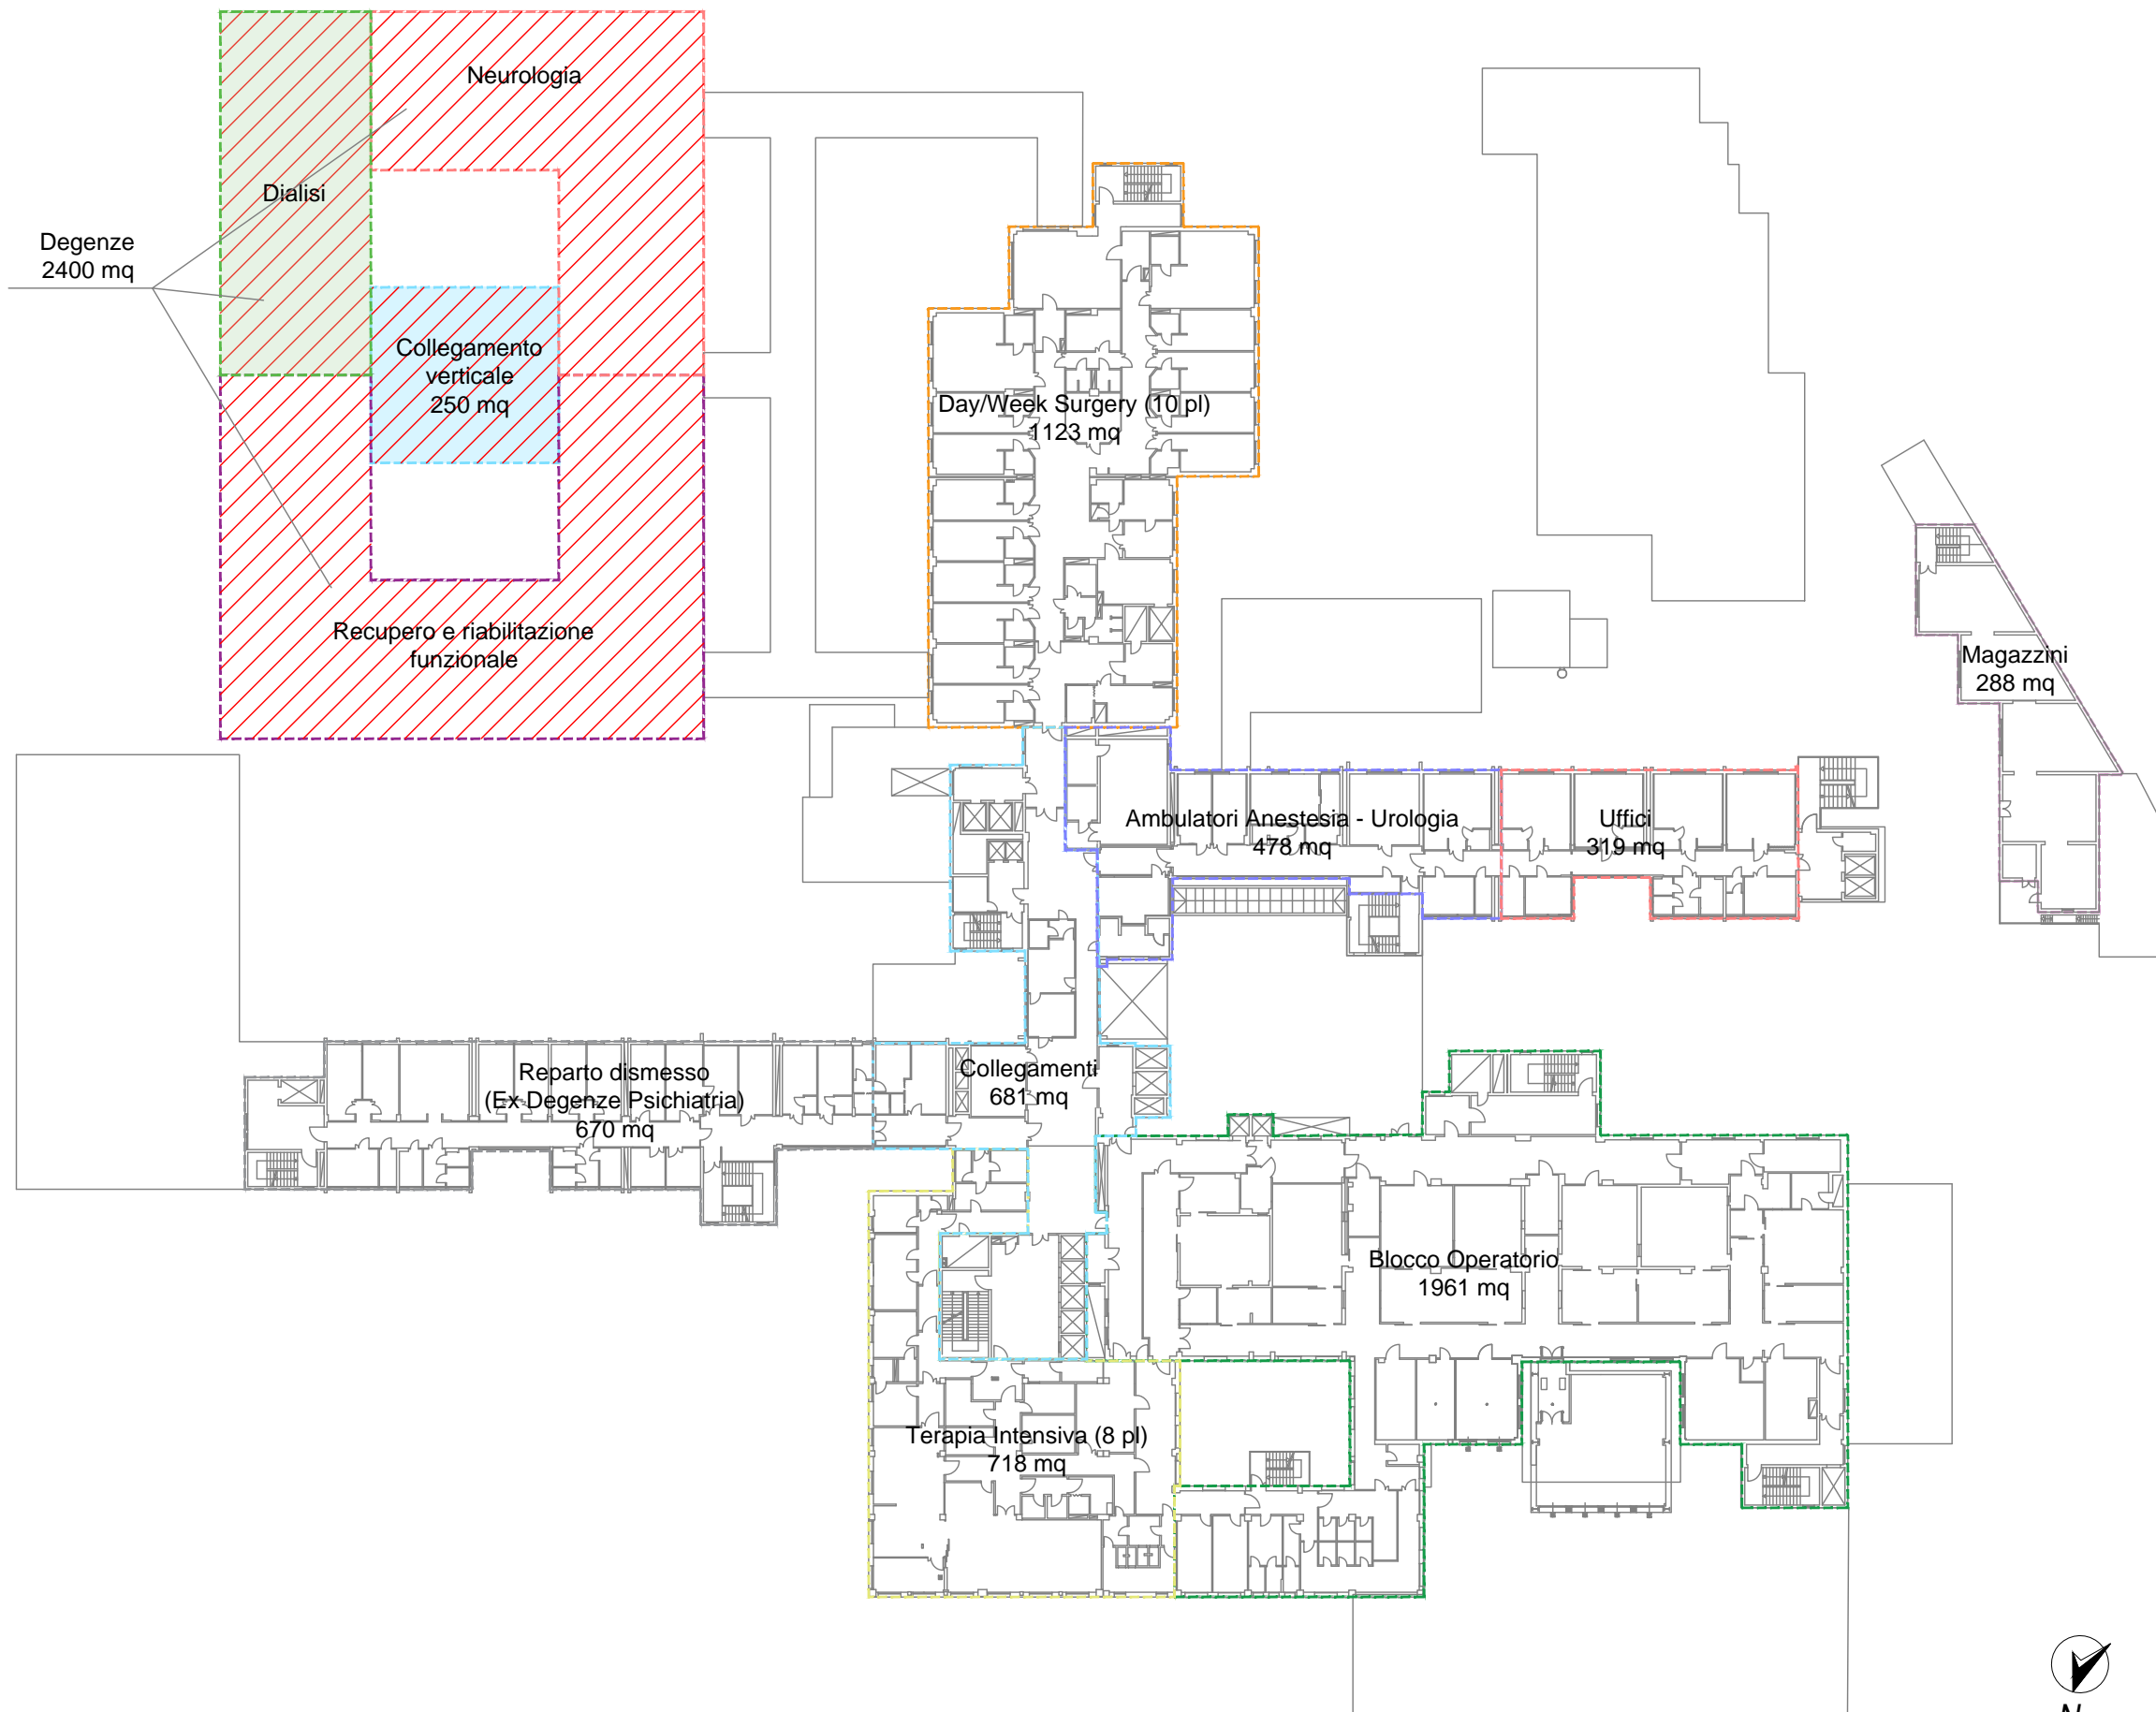 Neurologia
Dialisi
Degenze
2400 mq
Collegamento
verticale
250 mq
Day/Week Surgery (10 pl)
1123 mq
Recupero e riabilitazione
funzionale
Magazzini
288 mq
Ambulatori Anestesia - Urologia
478 mq
Uffici
319 mq
Reparto dismesso
(Ex Degenze Psichiatria)
670 mq
Collegamenti
681 mq
Blocco Operatorio
1961 mq
Terapia Intensiva (8 pl)
718 mq
N